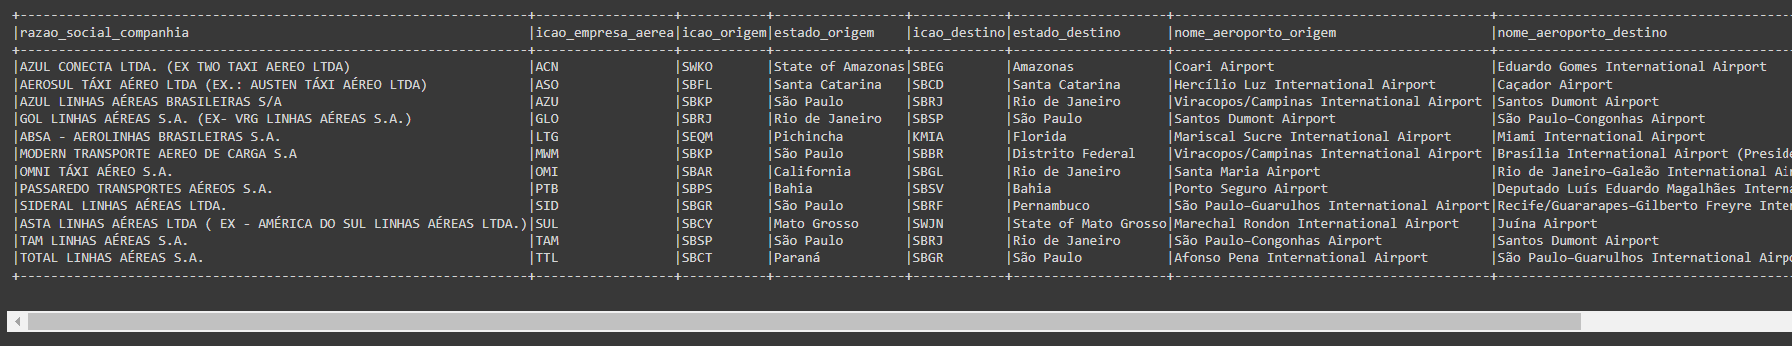 +------------------------------------------------------------------+------------------+-----------+-----------------+------------+--------------------+-----------------------------------------+--------------------------------------
|razao_social_companhia |icao_empresa_aerea|icao_origem|estado_origem |icao_destino|estado_destino |nome_aeroporto_origem |nome_aeroporto_destino
+------------------------------------------------------------------+------------------+-----------+-----------------+------------+--------------------+-----------------------------------------+--------------------------------------
|AZUL CONECTA LTDA. (EX TWO TAXI AEREO LTDA) |ACN |SWKO |State of Amazonas|SBEG |Amazonas |Coari Airport |Eduardo Gomes International Airport
|AEROSUL TÁXI AÉREO LTDA (EX.: AUSTEN TÁXI AÉREO LTDA) |ASO |SBFL |Santa Catarina |SBCD |Santa Catarina |Hercílio Luz International Airport |Caçador Airport
|AZUL LINHAS AÉREAS BRASILEIRAS S/A |AZU |SBKP |São Paulo |SBRJ |Rio de Janeiro |Viracopos/Campinas International Airport |Santos Dumont Airport
|GOL LINHAS AÉREAS S.A. (EX- VRG LINHAS AÉREAS S.A.) |GLO |SBRJ |Rio de Janeiro |SBSP |São Paulo |Santos Dumont Airport |São Paulo–Congonhas Airport
|ABSA - AEROLINHAS BRASILEIRAS S.A. |LTG |SEQM |Pichincha |KMIA |Florida |Mariscal Sucre International Airport |Miami International Airport
|MODERN TRANSPORTE AEREO DE CARGA S.A |MWM |SBKP |São Paulo |SBBR |Distrito Federal |Viracopos/Campinas International Airport |Brasília International Airport (Presid
|OMNI TÁXI AÉREO S.A. |OMI |SBAR |California |SBGL |Rio de Janeiro |Santa Maria Airport |Rio de Janeiro–Galeão International Ai
|PASSAREDO TRANSPORTES AÉREOS S.A. |PTB |SBPS |Bahia |SBSV |Bahia |Porto Seguro Airport |Deputado Luís Eduardo Magalhães Intern
|SIDERAL LINHAS AÉREAS LTDA. |SID |SBGR |São Paulo |SBRF |Pernambuco |São Paulo–Guarulhos International Airport|Recife/Guararapes–Gilberto Freyre Inte
|ASTA LINHAS AÉREAS LTDA ( EX - AMÉRICA DO SUL LINHAS AÉREAS LTDA.)|SUL |SBCY |Mato Grosso |SWJN |State of Mato Grosso|Marechal Rondon International Airport |Juína Airport
|TAM LINHAS AÉREAS S.A. |TAM |SBSP |São Paulo |SBRJ |Rio de Janeiro |São Paulo–Congonhas Airport |Santos Dumont Airport
|TOTAL LINHAS AÉREAS S.A. |TTL |SBCT |Paraná |SBGR |São Paulo |Afonso Pena International Airport |São Paulo–Guarulhos International Airp
+------------------------------------------------------------------+------------------+-----------+-----------------+------------+--------------------+-----------------------------------------+--------------------------------------